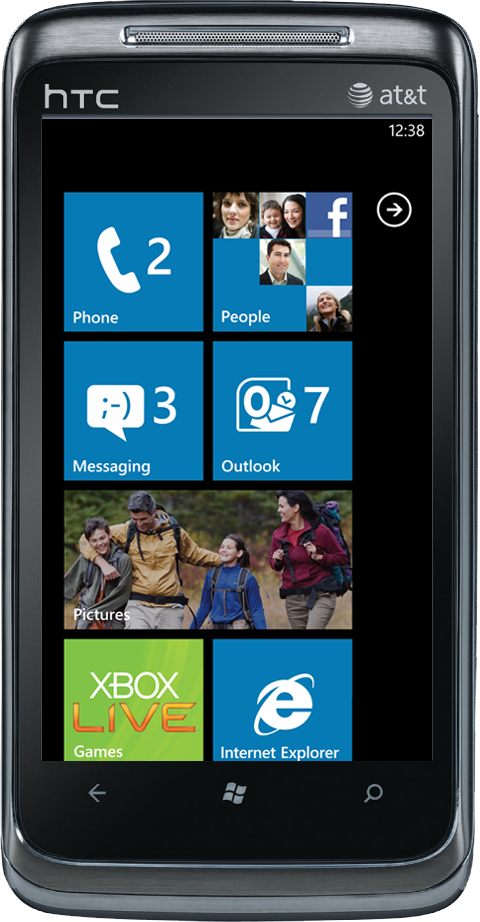 hTC
at&t
12:38
2
Phone
f
People
;-)
3
Messaging
O
7
Outlook
Pictures
XBOX
LIVE
Games
e
Internet Explorer